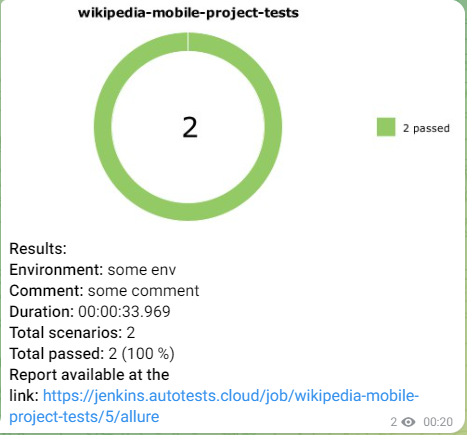 wikipedia-mobile-project-tests
2
2 passed
Results:
Environment: some env
Comment: some comment
Duration: 00:00:33.969
Total scenarios: 2
Total passed: 2 (100 %)
Report available at the
link: https://jenkins.autotests.cloud/job/wikipedia-mobile-
project-tests/5/allure
2 00:20